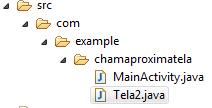 src
com
example
chamaproximatela
MainActivity.java
Tela2.java